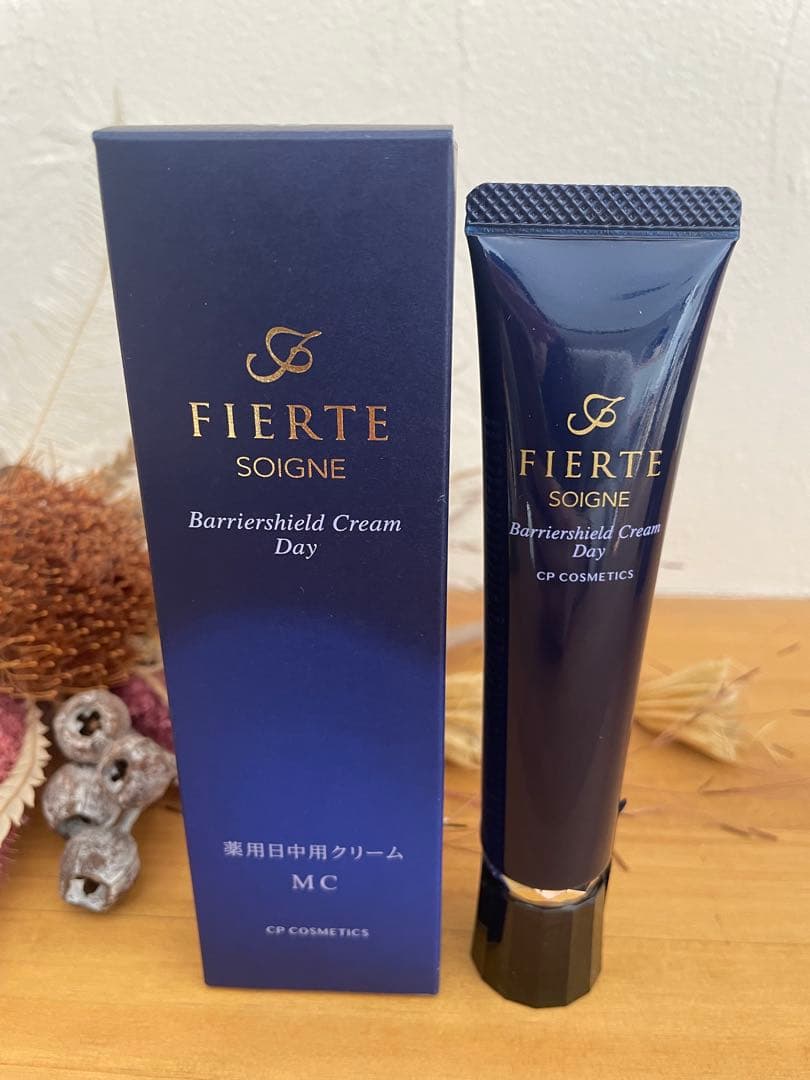 FIERTE
SOIGNE
Barriershield Cream
Day
薬用日中用クリーム
MC
CP COSMETICS
FIERTE
SOIGNE
Barriershield Cream
Day
CP COSMETICS